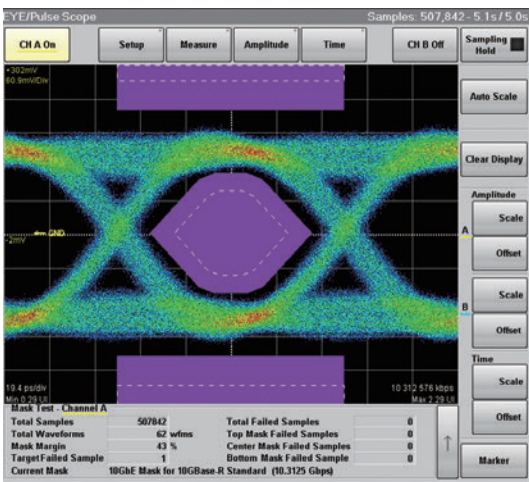 EYE/Pulse Scope Samples: 507,842 - 5.1s / 5.0s
CH A On Setup Measure Amplitude Time CH B Off Sampling Hold
+302mV
60.9mV/Div
Auto Scale
Clear Display
Amplitude
Scale
A
GND
-2mV
Offset
Scale
B
Offset
Time
Scale
19.4 ps/div 10 312 576 kbps
Min 0.29 UI Max 2.29 UI
Mask Test - Channel A
Total Samples 507842 Total Failed Samples 0
Offset
Total Waveforms 62 wfms Top Mask Failed Samples 0
Mask Margin 43 % Center Mask Failed Samples 0
TargetFailed Sample 1 Bottom Mask Failed Sample 0
Current Mask 10GbE Mask for 10GBase-R Standard (10.3125 Gbps)
Marker